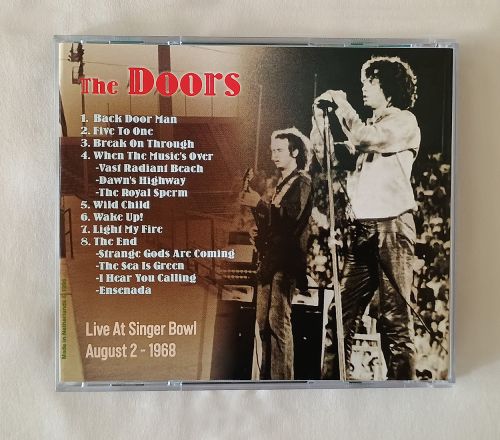 The Doors
1. Back Door Man
2. Five To One
3. Break On Through
4. When The Music's Over
-Vast Radiant Beach
-Dawn's Highway
-The Royal Sperm
5. Wild Child
6. Wake Up!
7. Light My Fire
8. The End
-Strange Gods Are Coming
-The Sea Is Green
-I Hear You Calling
-Ensenada
Live At Singer Bowl
August 2 - 1968
Made in Netherlands